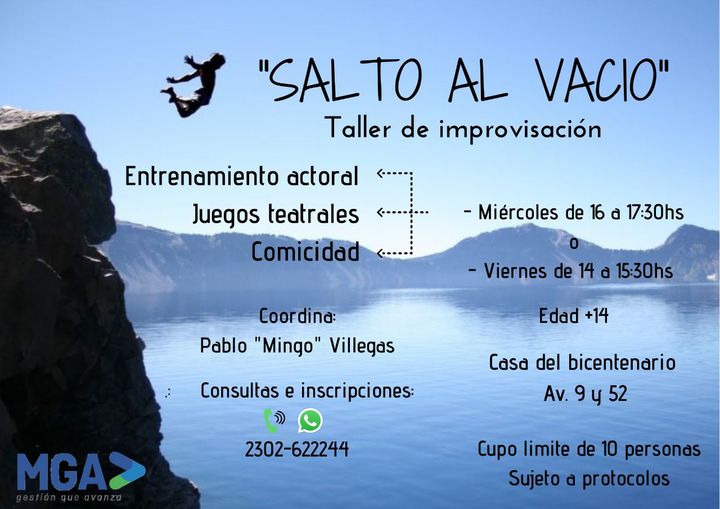 "SALTO AL VACIO"
Taller de improvisación
Entrenamiento actoral
Juegos teatrales
Comicidad
- Miércoles de 16 a 17:30hs
o
- Viernes de 14 a 15:30hs
Coordina:
Pablo "Mingo" Villegas
Consultas e inscripciones:
2302-622244
Edad +14
Casa del bicentenario
Av. 9 y 52
Cupo limite de 10 personas
Sujeto a protocolos
MGA
gestión que avanza